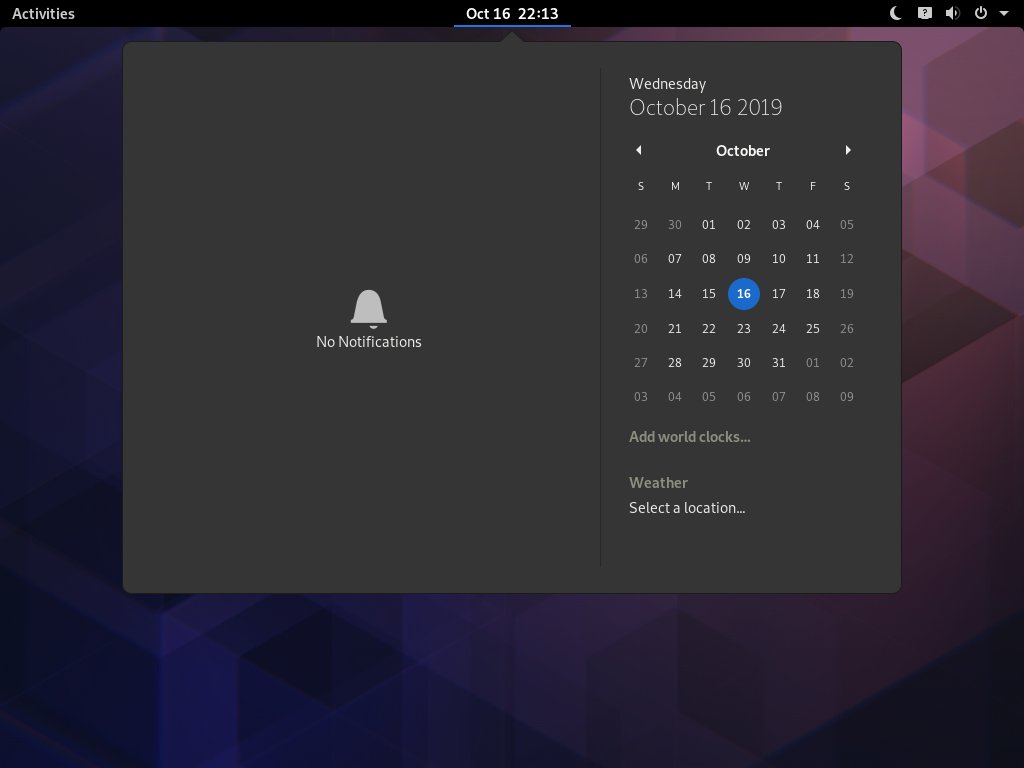 Activities
Oct 16 22:13
?
No Notifications
Wednesday
October 16 2019
October
S M T W T F S
29 30 01 02 03 04 05
06 07 08 09 10 11 12
13 14 15 16 17 18 19
20 21 22 23 24 25 26
27 28 29 30 31 01 02
03 04 05 06 07 08 09
Add world clocks...
Weather
Select a location...